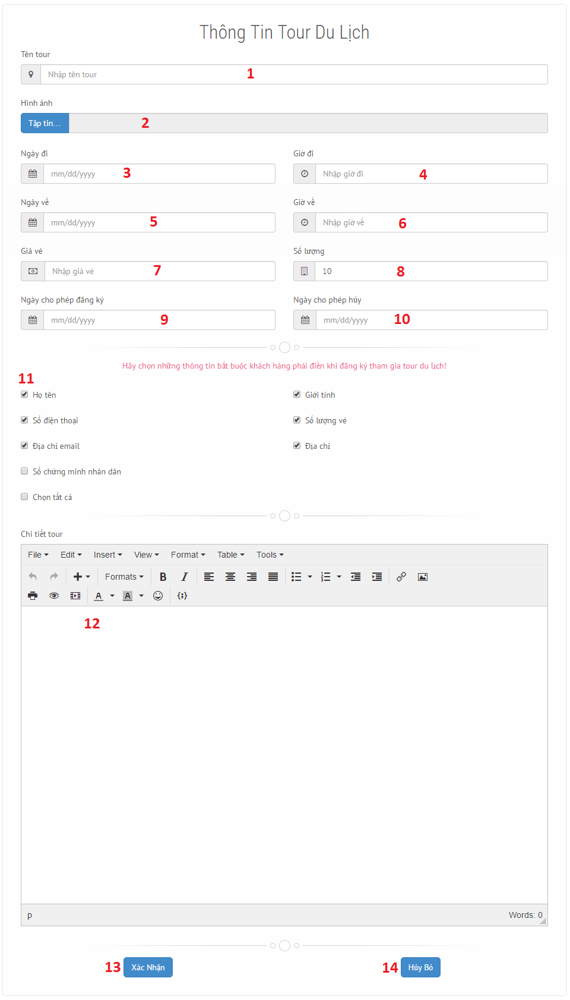 Thông Tin Tour Du Lịch
Tên tour
Nhập tên tour 1
Hình ảnh
Tập tin... 2
Ngày đi Giờ đi
mm/dd/yyyy 3 Nhập giờ đi 4
Ngày về Giờ về
mm/dd/yyyy 5 Nhập giờ về 6
Giá vé Số lượng
Nhập giá vé 7 10 8
Ngày cho phép đăng ký Ngày cho phép hủy
mm/dd/yyyy 9 mm/dd/yyyy 10
Hãy chọn những thông tin bắt buộc khách hàng phải điền khi đăng ký tham gia tour du lịch!
11
Họ tên Giới tính
Số điện thoại Số lượng vé
Địa chỉ email Địa chỉ
Số chứng minh nhân dân
Chọn tất cả
Chi tiết tour
File Edit Insert View Format Table Tools
Formats B I
A A {;}
12
p Words: 0
13 Xác Nhận 14 Hủy Bỏ